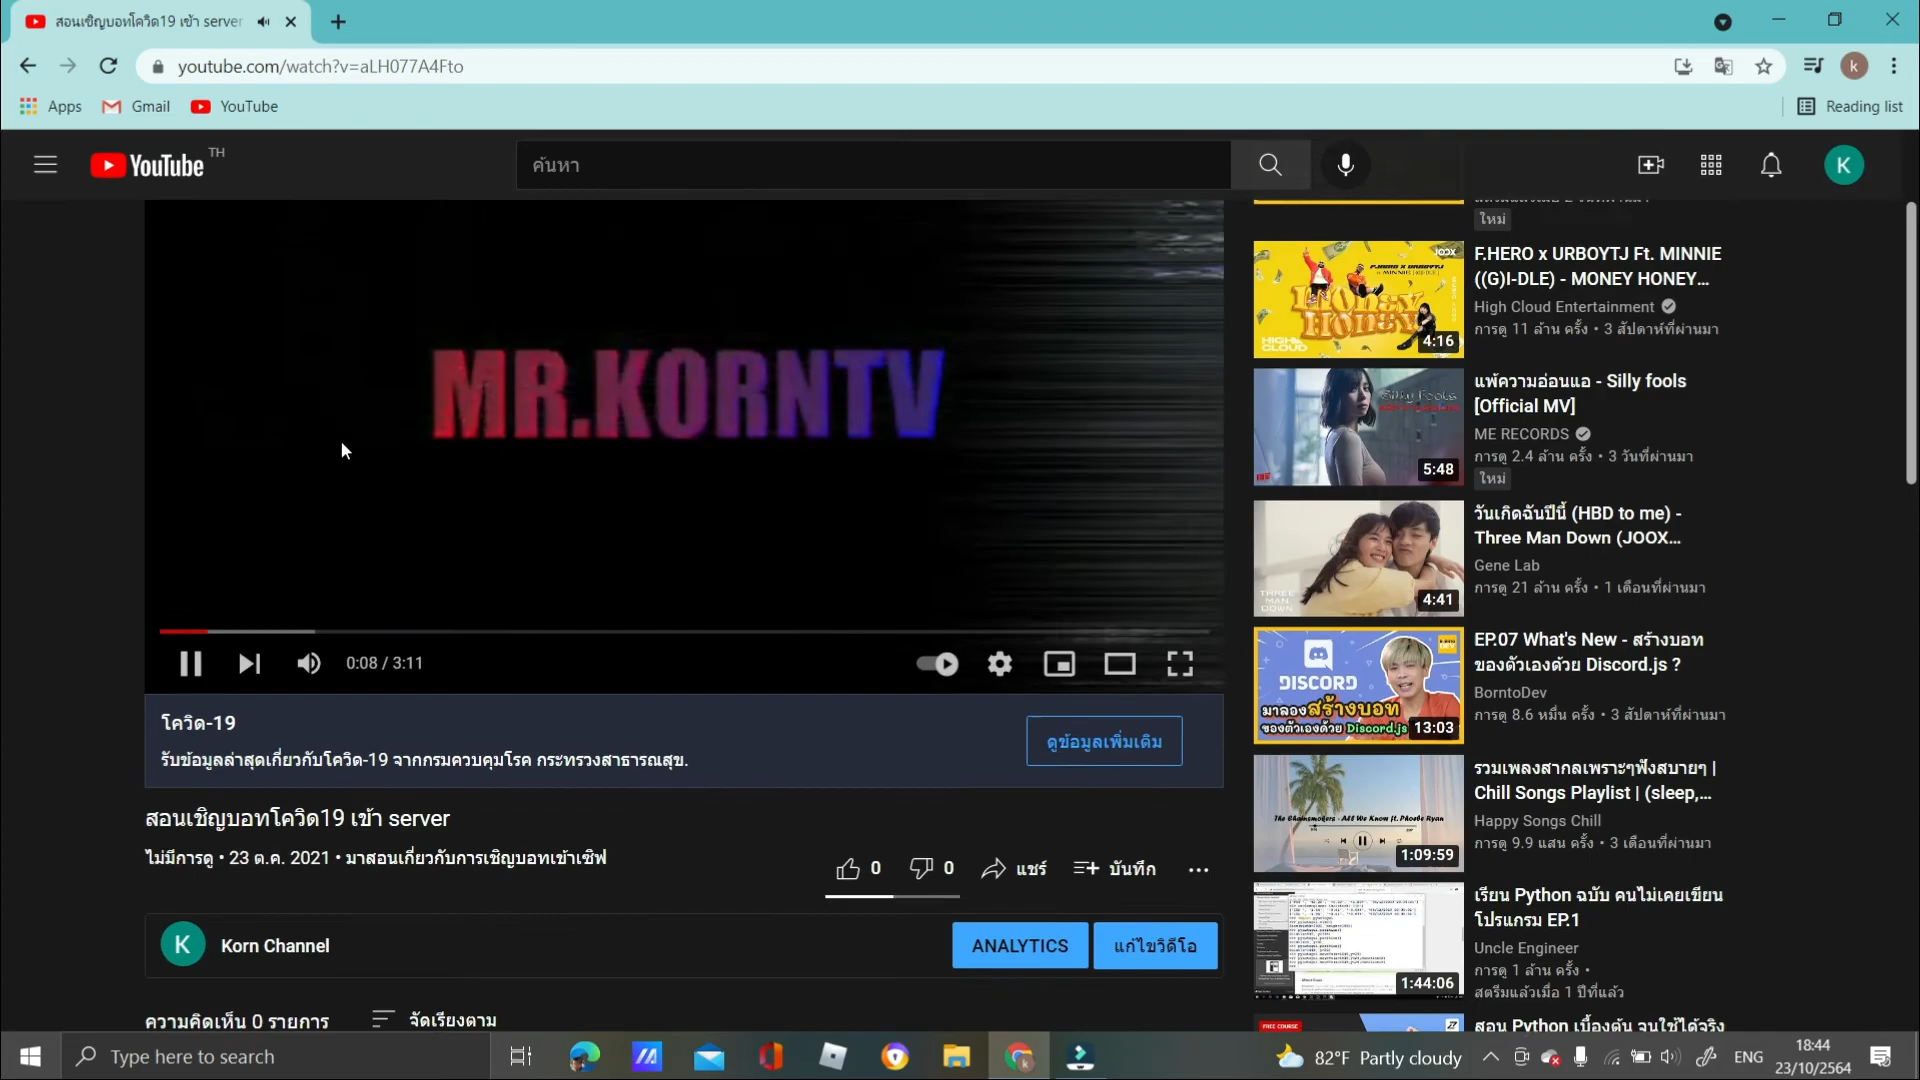 สอนเชิญบอทโควิด19 เข้า server
youtube.com/watch?v=aLH077A4Fto
Apps
Gmail
YouTube
Reading list
YouTube TH
ค้นหา
K
MR.KORNTV
0:08 / 3:11
โควิด-19
รับข้อมูลล่าสุดเกี่ยวกับโควิด-19 จากกรมควบคุมโรค กระทรวงสาธารณสุข.
ดูข้อมูลเพิ่มเติม
สอนเชิญบอทโควิด19 เข้า server
ไม่มีการดู • 23 ต.ค. 2021 • มาสอนเกี่ยวกับการเชิญบอทเข้าเซิฟ
0
0
แชร์
บันทึก
K
Korn Channel
ANALYTICS
แก้ไขวิดีโอ
ความคิดเห็น 0 รายการ
จัดเรียงตาม
ใหม่
JOOX
HIGH CLOUD
4:16
F.HERO x URBOYTJ Ft. MINNIE
((G)I-DLE) - MONEY HONEY...
High Cloud Entertainment
การดู 11 ล้าน ครั้ง • 3 สัปดาห์ที่ผ่านมา
Silly Fools
5:48
แพ้ความอ่อนแอ - Silly fools
[Official MV]
ME RECORDS
การดู 2.4 ล้าน ครั้ง • 3 วันที่ผ่านมา
ใหม่
THREE
MAN
DOWN
4:41
วันเกิดฉันปีนี้ (HBD to me) -
Three Man Down (JOOX...
Gene Lab
การดู 21 ล้าน ครั้ง • 1 เดือนที่ผ่านมา
DISCORD
มาลองสร้างบอท
ของตัวเองด้วย Discord.js
13:03
EP.07 What's New - สร้างบอท
ของตัวเองด้วย Discord.js ?
BorntoDev
การดู 8.6 หมื่น ครั้ง • 3 สัปดาห์ที่ผ่านมา
The Chainsmokers - All We Know ft. Phoebe Ryan
1:09:59
รวมเพลงสากลเพราะๆฟังสบายๆ |
Chill Songs Playlist | (sleep,...
Happy Songs Chill
การดู 9.9 แสน ครั้ง • 3 เดือนที่ผ่านมา
1:44:06
เรียน Python ฉบับ คนไม่เคยเขียน
โปรแกรม EP.1
Uncle Engineer
การดู 1 ล้าน ครั้ง •
สตรีมแล้วเมื่อ 1 ปีที่แล้ว
FREE COURSE
สอน Python เบื้องต้น จนใช้ได้จริง
Type here to search
82°F Partly cloudy
ENG
18:44
23/10/2564